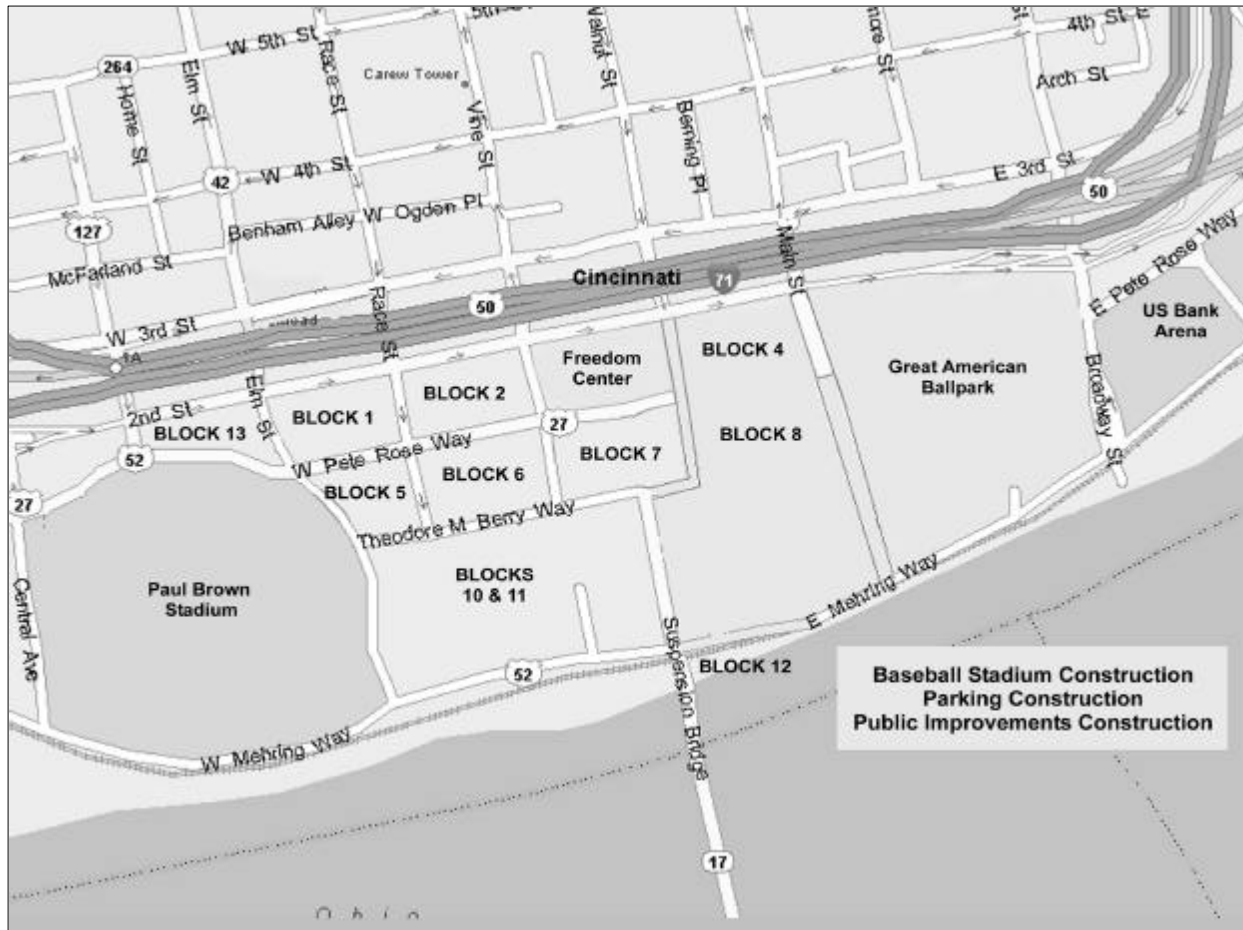 5th St
4th St
W 5th St
264
Elm St
Race St
Carew Tower
Walnut St
Arch St
Home St
Vine St
Berning Pl
42
W 4th St
E 3rd St
50
127
Benham Alley W Ogden Pl
McFarland St
Main St
Cincinnati
71
50
E Pete Rose Way
W 3rd St
Race St
US Bank
Arena
BLOCK 4
Freedom
Center
Great American
Ballpark
Broadway St
2nd St
Elm St
BLOCK 1
BLOCK 2
27
BLOCK 13
52
W Pete Rose Way
BLOCK 8
BLOCK 7
BLOCK 6
BLOCK 5
27
Theodore M Berry Way
BLOCKS
10 & 11
Paul Brown
Stadium
Central Ave
Suspension Bridge
E Mehring Way
52
BLOCK 12
W Mehring Way
Baseball Stadium Construction
Parking Construction
Public Improvements Construction
17
Ohio